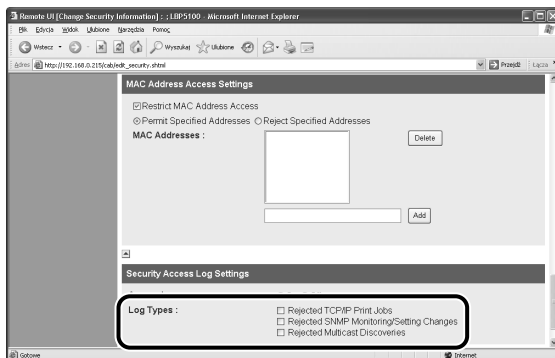 Remote UI [Change Security Information] : ; LBP5100 - Microsoft Internet Explorer
Plik Edycja Widok Ulubione Narzędzia Pomoc
Wstecz Wyszukaj Ulubione
Adres http://192.168.0.215/cab/edt_security.shtml Przejdź Łącza
MAC Address Access Settings
Restrict MAC Address Access
Permit Specified Addresses Reject Specified Addresses
MAC Addresses : Delete
Add
Security Access Log Settings
Log Types : Rejected TCP/IP Print Jobs
Rejected SNMP Monitoring/Setting Changes
Rejected Multicast Discoveries
Gotowe Internet